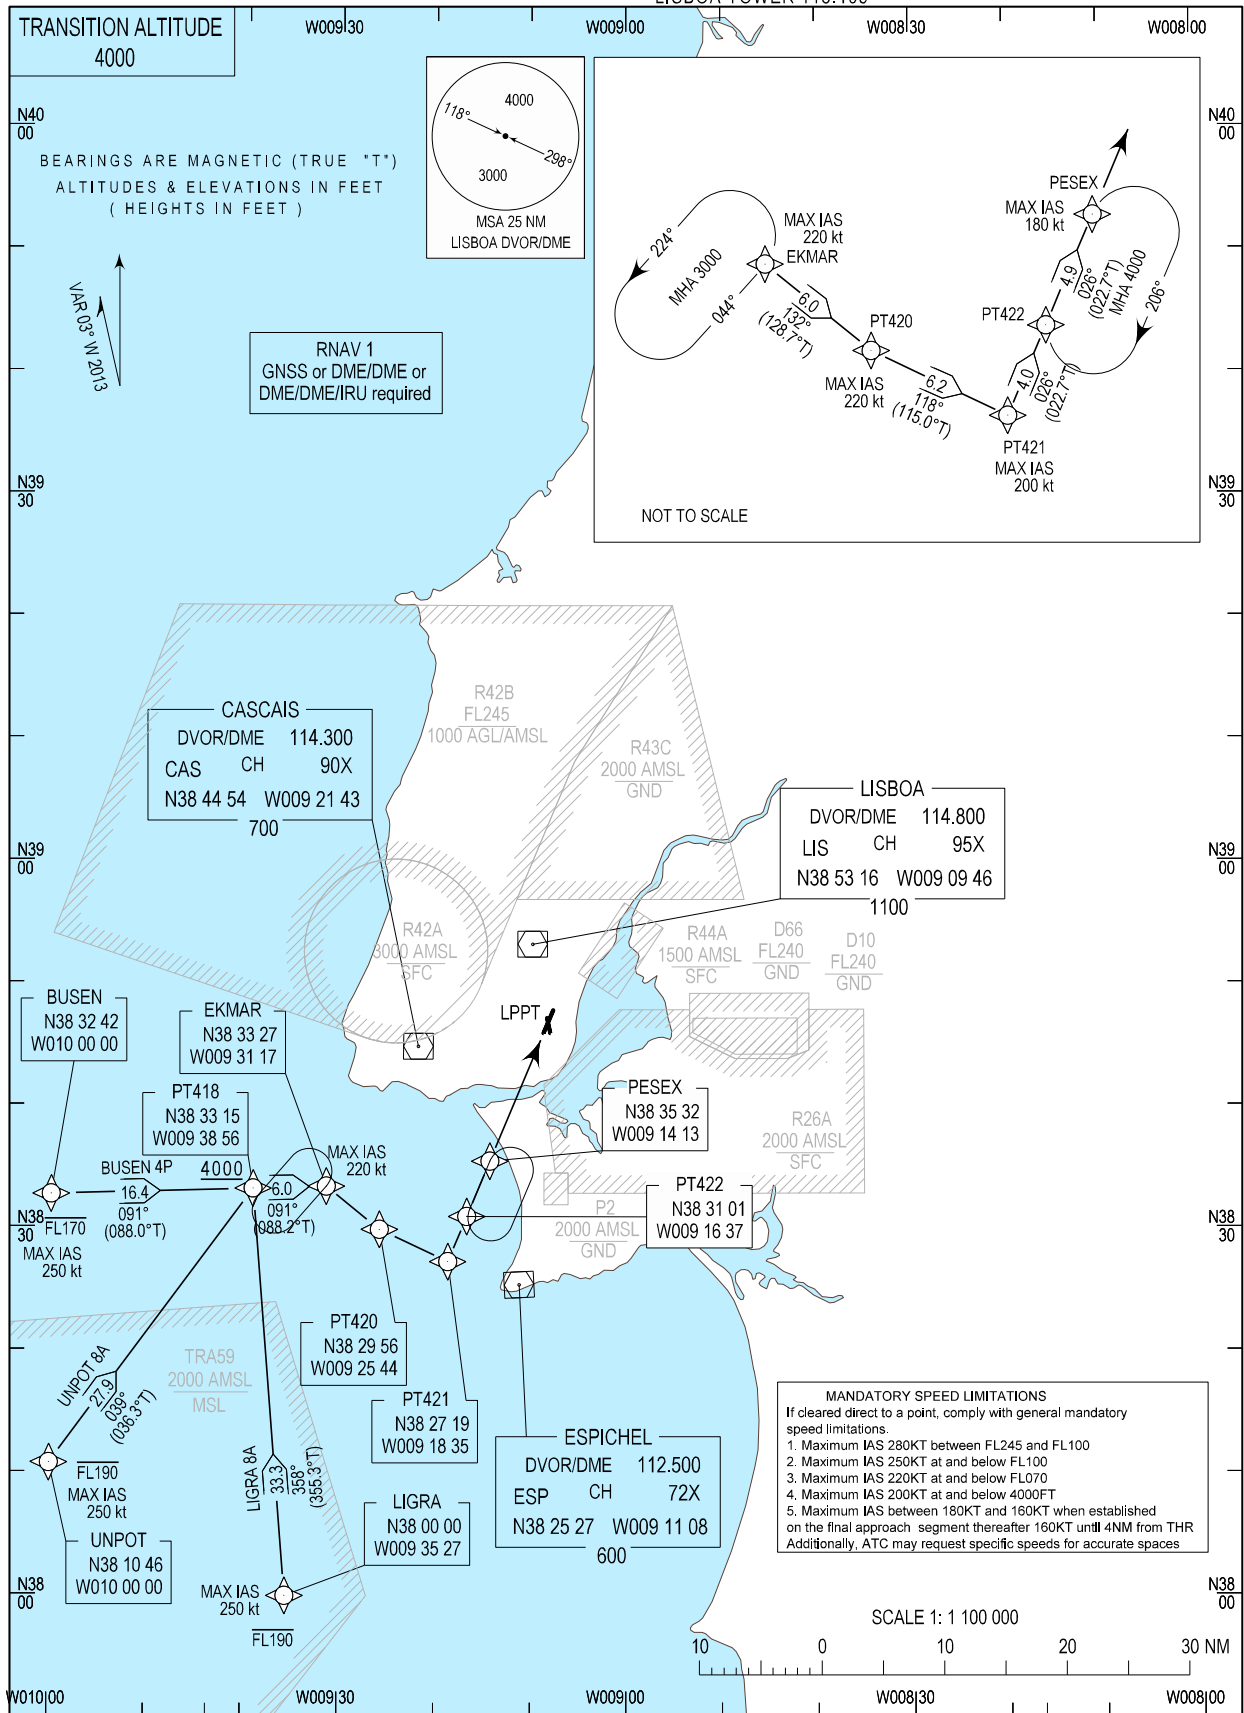 LISBOA TOWER 118.105
TRANSITION ALTITUDE
4000
W009 30
W009 00
W008 30
W008 00
N40
00
N40
00
BEARINGS ARE MAGNETIC (TRUE "T")
ALTITUDES & ELEVATIONS IN FEET
( HEIGHTS IN FEET )
4000
118°
298°
3000
MSA 25 NM
LISBOA DVOR/DME
VAR 03° W 2013
RNAV 1
GNSS or DME/DME or
DME/DME/IRU required
PESEX
MAX IAS
180 kt
MAX IAS
220 kt
EKMAR
224°
MHA 3000
044°
6.0
132°
(128.7°T)
PT420
MAX IAS
220 kt
6.2
118°
(115.0°T)
PT422
4.9
026°
(022.7°T)
MHA 4000
206°
4.0
026°
(022.7°T)
PT421
MAX IAS
200 kt
NOT TO SCALE
N39
30
N39
30
R42B
FL245
1000 AGL/AMSL
R43C
2000 AMSL
GND
CASCAIS
DVOR/DME 114.300
CAS CH 90X
N38 44 54 W009 21 43
700
LISBOA
DVOR/DME 114.800
LIS CH 95X
N38 53 16 W009 09 46
1100
N39
00
N39
00
R42A
3000 AMSL
SFC
R44A
1500 AMSL
SFC
D66
FL240
GND
D10
FL240
GND
LPPT
BUSEN
N38 32 42
W010 00 00
EKMAR
N38 33 27
W009 31 17
PT418
N38 33 15
W009 38 56
PESEX
N38 35 32
W009 14 13
R26A
2000 AMSL
SFC
MAX IAS
220 kt
BUSEN 4P
16.4
091°
(088.0°T)
4000
6.0
091°
(088.2°T)
FL170
MAX IAS
250 kt
PT422
N38 31 01
W009 16 37
P2
2000 AMSL
GND
N38
30
N38
30
PT420
N38 29 56
W009 25 44
TRA59
2000 AMSL
MSL
UNPOT 8A
27.9
039°
(036.3°T)
PT421
N38 27 19
W009 18 35
ESPICHEL
DVOR/DME 112.500
ESP CH 72X
N38 25 27 W009 11 08
600
LIGRA 8A
33.3
358°
(355.3°T)
FL190
MAX IAS
250 kt
UNPOT
N38 10 46
W010 00 00
LIGRA
N38 00 00
W009 35 27
MAX IAS
250 kt
FL190
MANDATORY SPEED LIMITATIONS
If cleared direct to a point, comply with general mandatory
speed limitations.
1. Maximum IAS 280KT between FL245 and FL100
2. Maximum IAS 250KT at and below FL100
3. Maximum IAS 220KT at and below FL070
4. Maximum IAS 200KT at and below 4000FT
5. Maximum IAS between 180KT and 160KT when established
on the final approach segment thereafter 160KT until 4NM from THR
Additionally, ATC may request specific speeds for accurate spaces
N38
00
N38
00
SCALE 1: 1 100 000
10 0 10 20 30 NM
W010 00
W009 30
W009 00
W008 30
W008 00